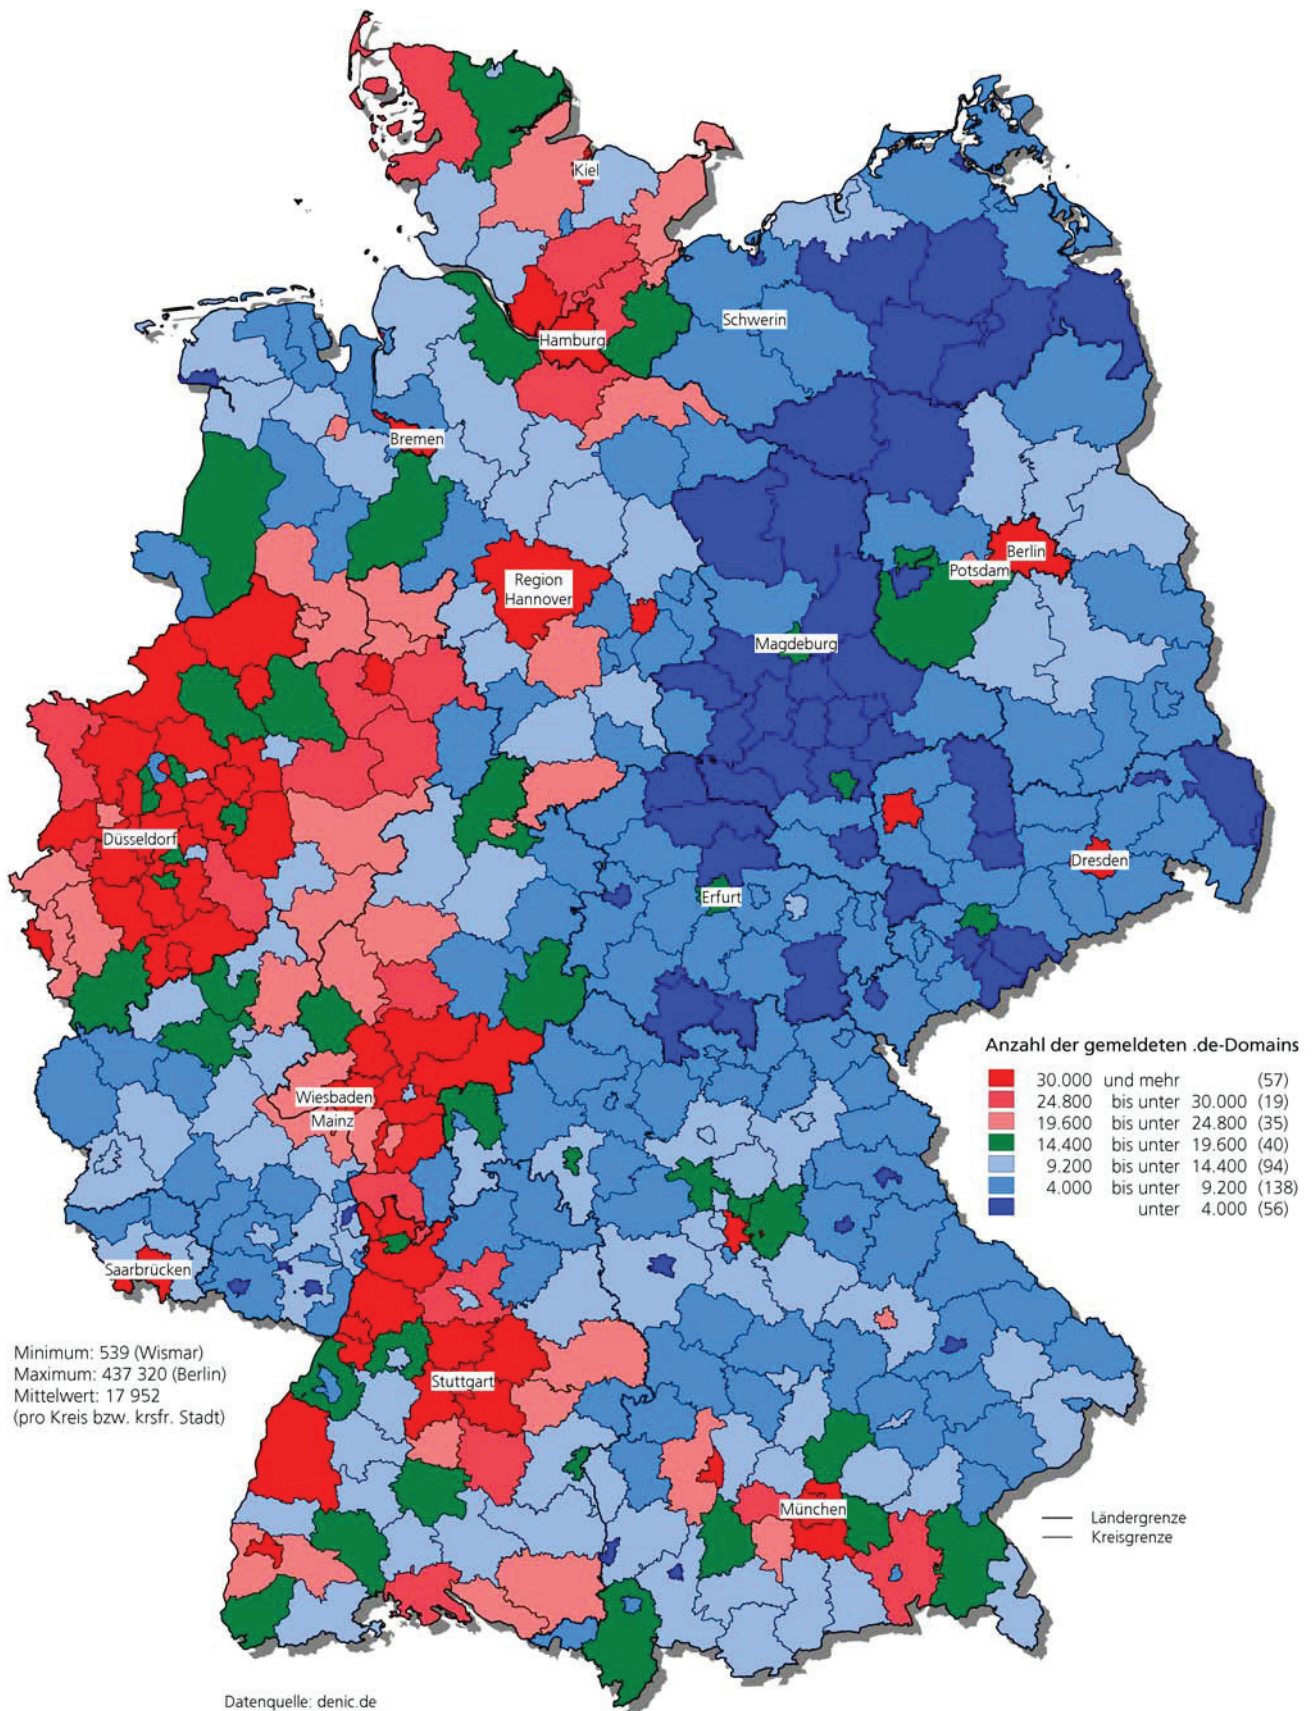 Kiel
Schwerin
Hamburg
Bremen
Berlin
Potsdam
Region
Hannover
Magdeburg
Düsseldorf
Dresden
Erfurt
Wiesbaden
Mainz
Saarbrücken
Stuttgart
München
Anzahl der gemeldeten .de-Domains
30.000 und mehr (57)
24.800 bis unter 30.000 (19)
19.600 bis unter 24.800 (35)
14.400 bis unter 19.600 (40)
9.200 bis unter 14.400 (94)
4.000 bis unter 9.200 (138)
unter 4.000 (56)
Minimum: 539 (Wismar)
Maximum: 437 320 (Berlin)
Mittelwert: 17 952
(pro Kreis bzw. krsfr. Stadt)
Ländergrenze
Kreisgrenze
Datenquelle: denic.de